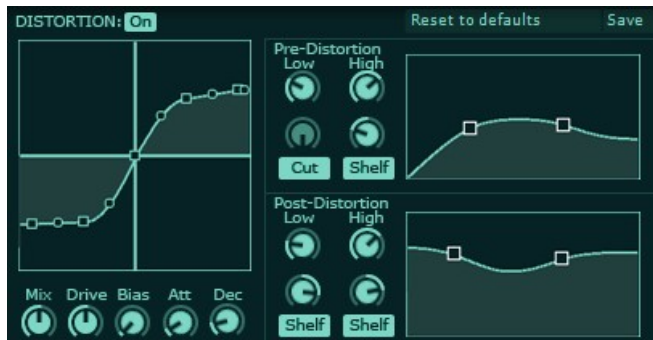 DISTORTION: On
Reset to defaults Save
Pre-Distortion
Low High
Cut Shelf
Post-Distortion
Low High
Shelf Shelf
Mix Drive Bias Att Dec